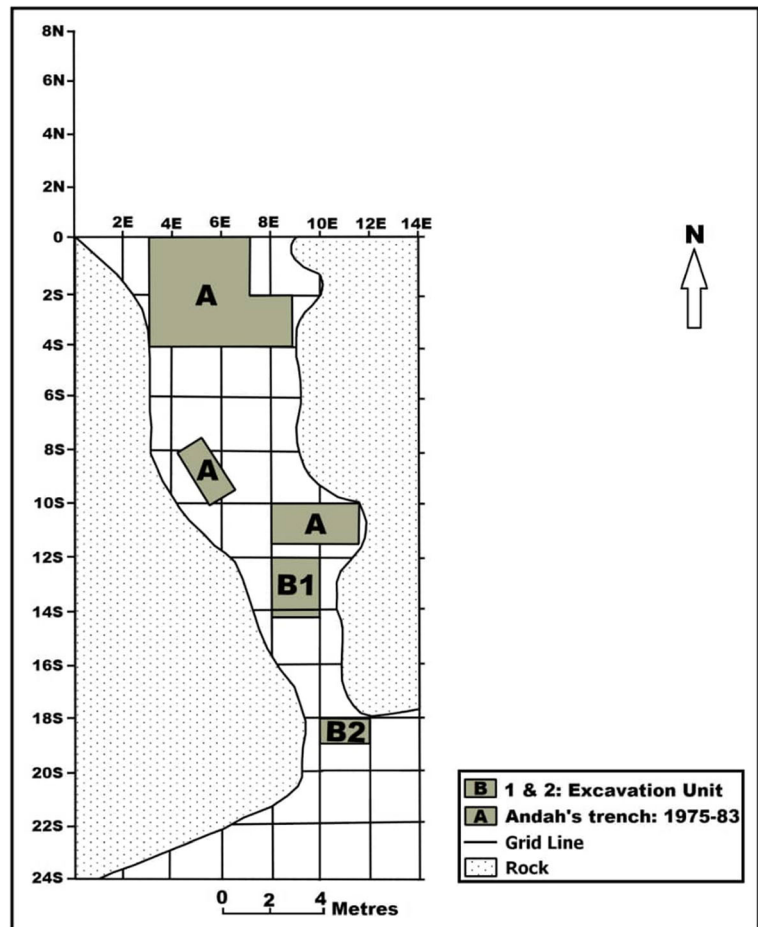 8N
6N
4N
2N
2E 4E 6E 8E 10E 12E 14E
0
N
A
2S
4S
6S
8S
A
10S
A
12S
B1
14S
16S
18S
B2
20S
B 1 & 2: Excavation Unit
22S
A Andah's trench: 1975-83
Grid Line
24S
Rock
0 2 4 Metres